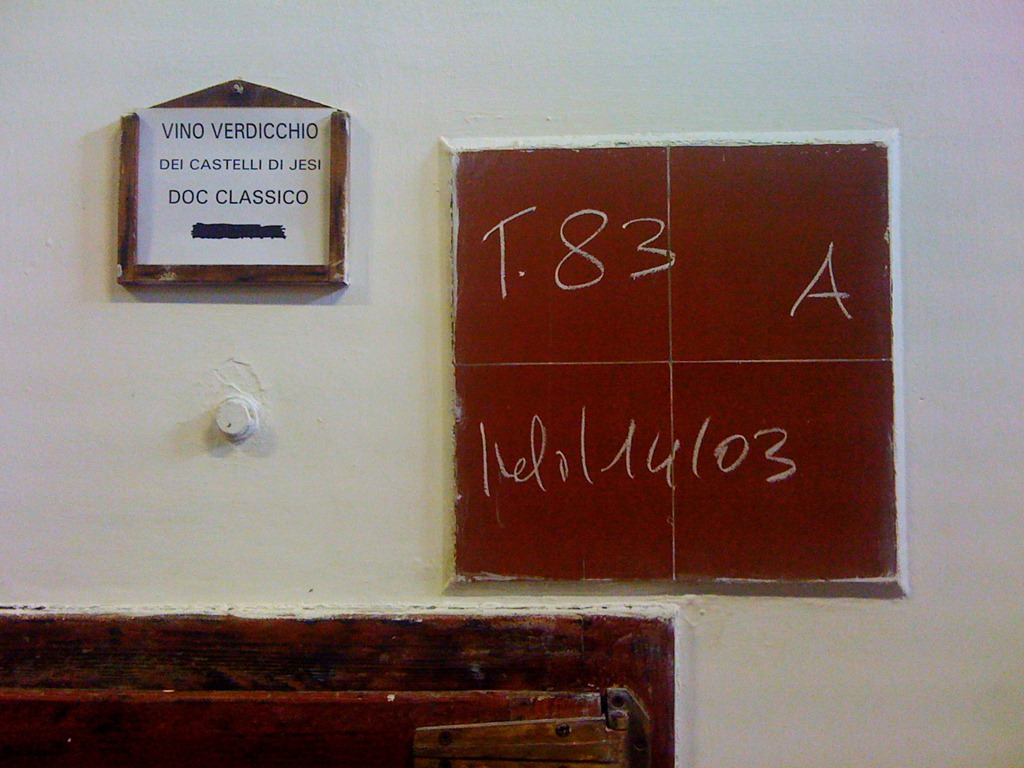 VINO VERDICCHIO
DEI CASTELLI DI JESI
DOC CLASSICO
T. 83
A
14/03